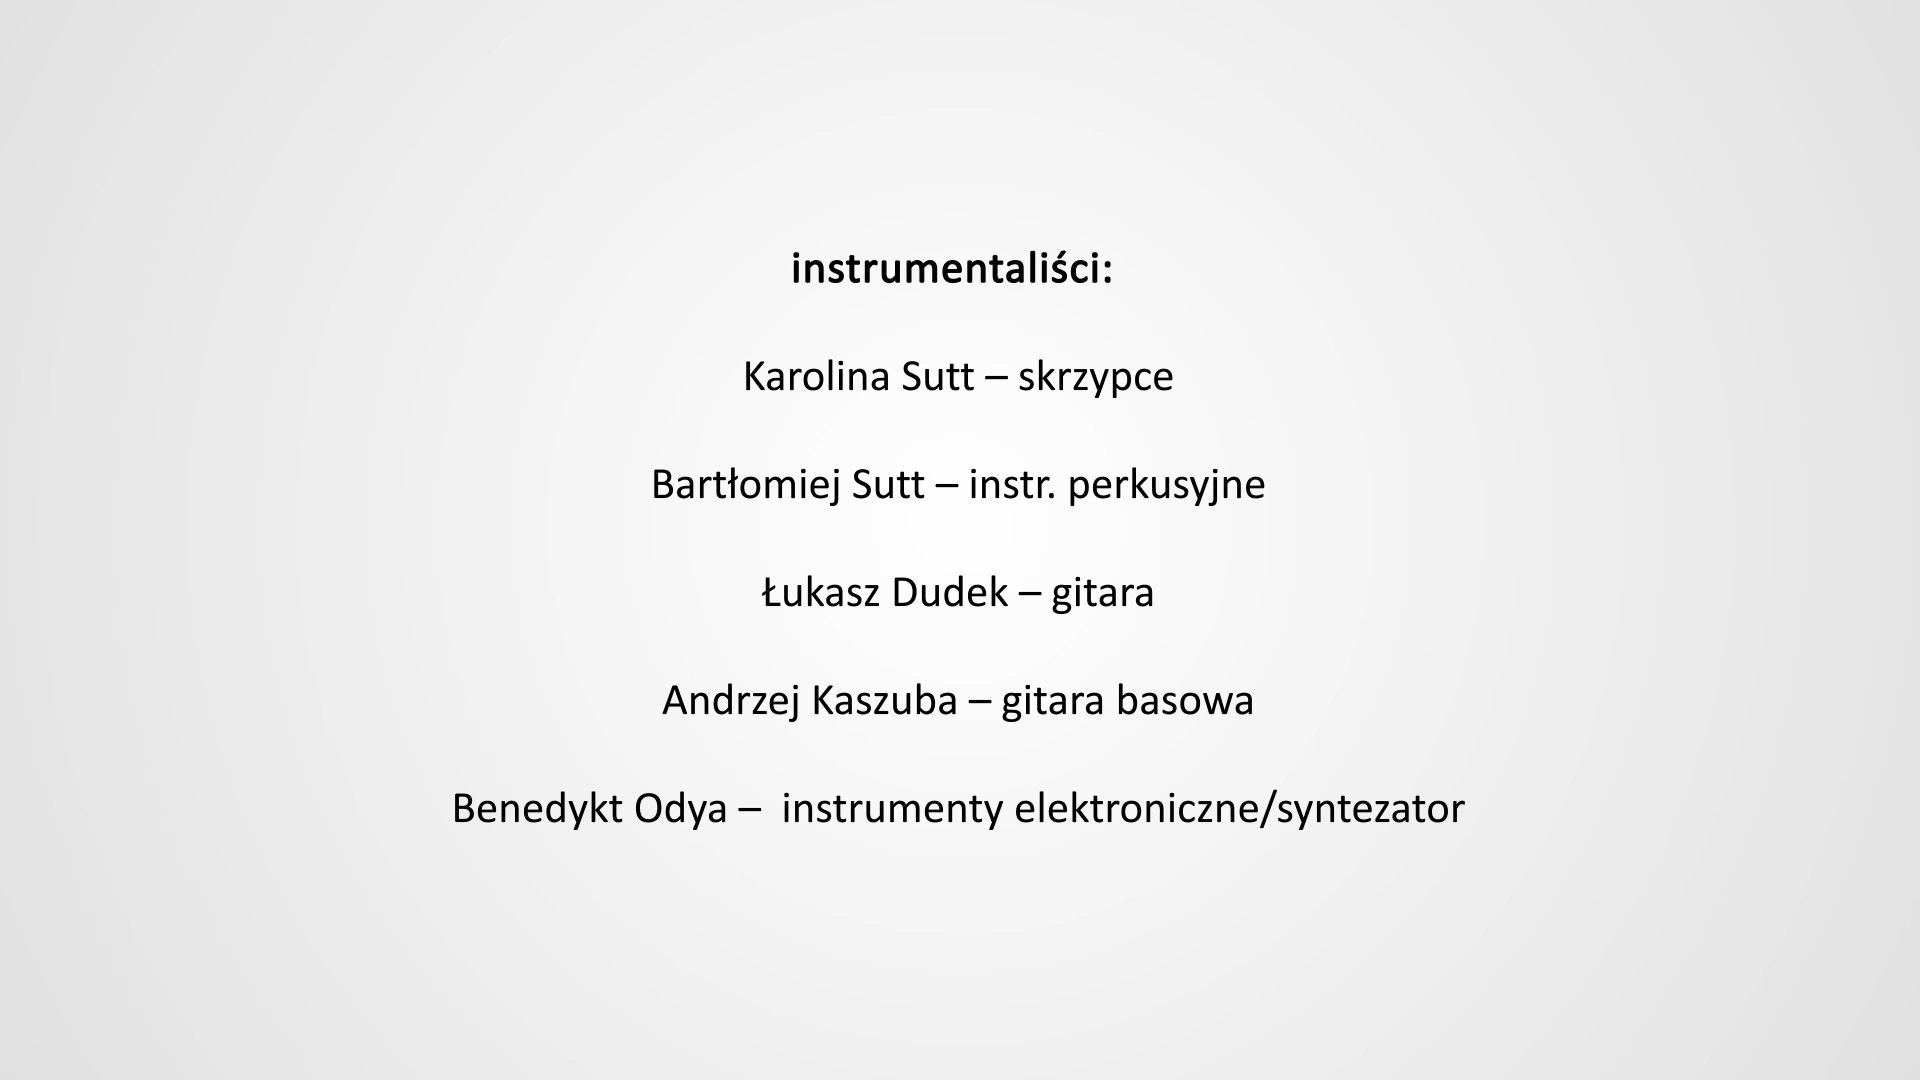 instrumentaliści:
Karolina Sutt – skrzypce
Bartłomiej Sutt – instr. perkusyjne
Łukasz Dudek – gitara
Andrzej Kaszuba – gitara basowa
Benedykt Odya –  instrumenty elektroniczne/syntezator